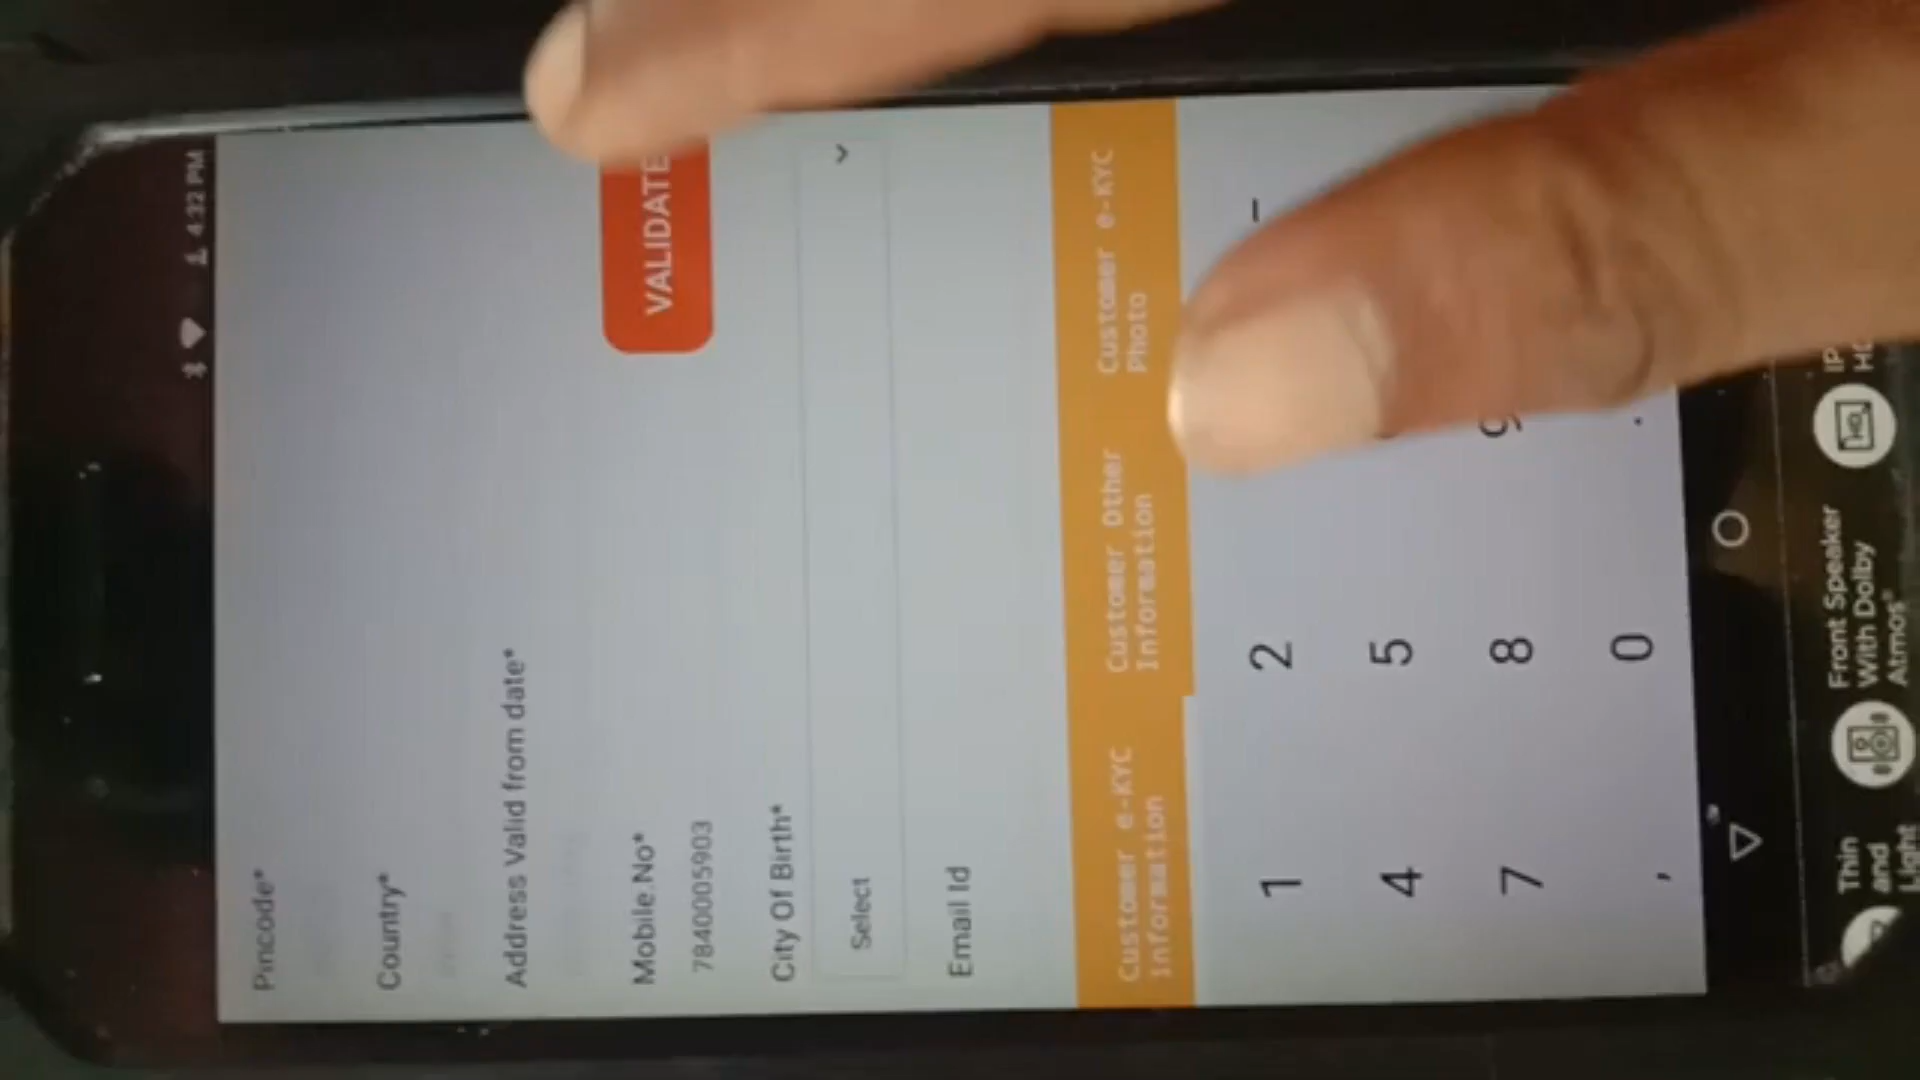 4:32 PM
Pincode*
Country*
Address Valid from date*
Mobile No*
7840005903
VALIDATE
City Of Birth*
Select
Email Id
Customer e-KYC
Information
Customer Other
Information
Customer e-KYC
Photo
1 2 –
4 5
7 8 9
, 0 .
Thin
and
Light
Front Speaker
With Dolby
Atmos®